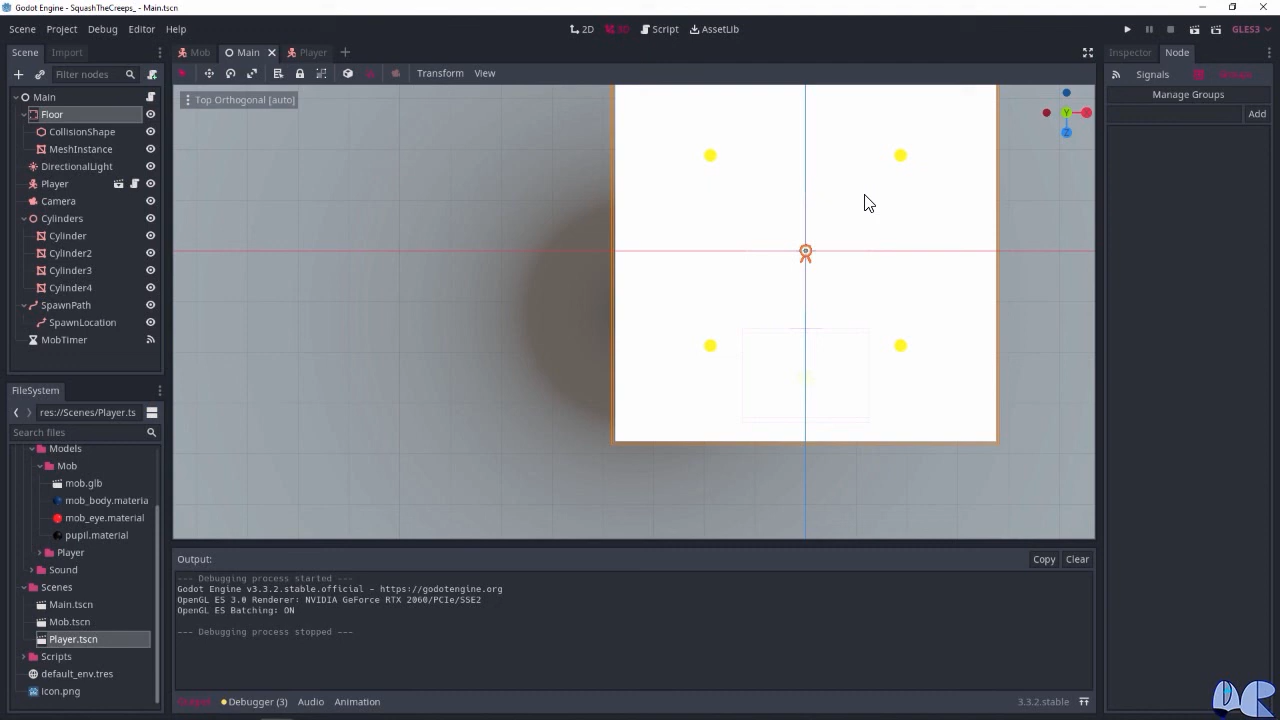 Godot Engine - SquashTheCreeps_ - Main.tscn
Scene Project Debug Editor Help
2D 3D Script AssetLib
GLES3
Scene Import
Mob Main Player
Inspector Node
Filter nodes
Transform View
Signals Groups
Manage Groups
Add
Top Orthogonal [auto]
Y
Z
Main
Floor
CollisionShape
MeshInstance
DirectionalLight
Player
Camera
Cylinders
Cylinder
Cylinder2
Cylinder3
Cylinder4
SpawnPath
SpawnLocation
MobTimer
FileSystem
res://Scenes/Player.ts
Search files
Models
Mob
mob.glb
mob_body.materia
mob_eye.material
pupil.material
Player
Sound
Scenes
Main.tscn
Mob.tscn
Player.tscn
Scripts
default_env.tres
icon.png
Output:
Copy Clear
--- Debugging process started ---
Godot Engine v3.3.2.stable.official - https://godotengine.org
OpenGL ES 3.0 Renderer: NVIDIA GeForce RTX 2060/PCIe/SSE2
OpenGL ES Batching: ON
--- Debugging process stopped ---
Output Debugger (3) Audio Animation
3.3.2.stable